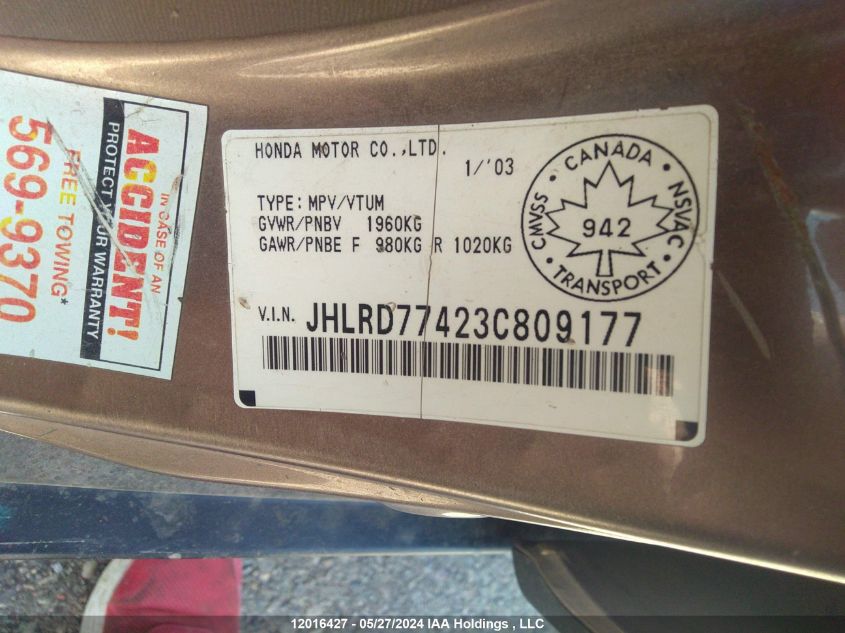 IN CASE OF AN
ACCIDENT!
PROTECT YOUR WARRANTY
FREE TOWING*
569-9370
HONDA MOTOR CO.,LTD. 1/'03
TYPE: MPV/VTUM
GVWR/PNBV 1960KG
GAWR/PNBE F 980KG R 1020KG
V.I.N. JHLRD77423C809177
CMVSS • CANADA • NSVAC • TRANSPORT •
942
12016427 - 05/27/2024 IAA Holdings , LLC